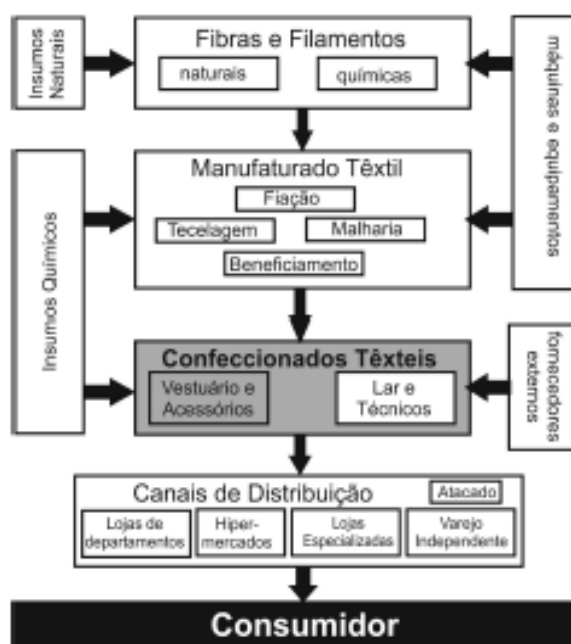 Insumos
Naturais
Fibras e Filamentos
naturais
químicas
máquinas e equipamentos
Manufaturado Têxtil
Fiação
Tecelagem
Malharia
Beneficiamento
Insumos Químicos
Confeccionados Têxteis
Vestuário e
Acessórios
Lar e
Técnicos
fornecedores
externos
Canais de Distribuição
Atacado
Lojas de
departamentos
Hiper-
mercados
Lojas
Especializadas
Varejo
Independente
Consumidor